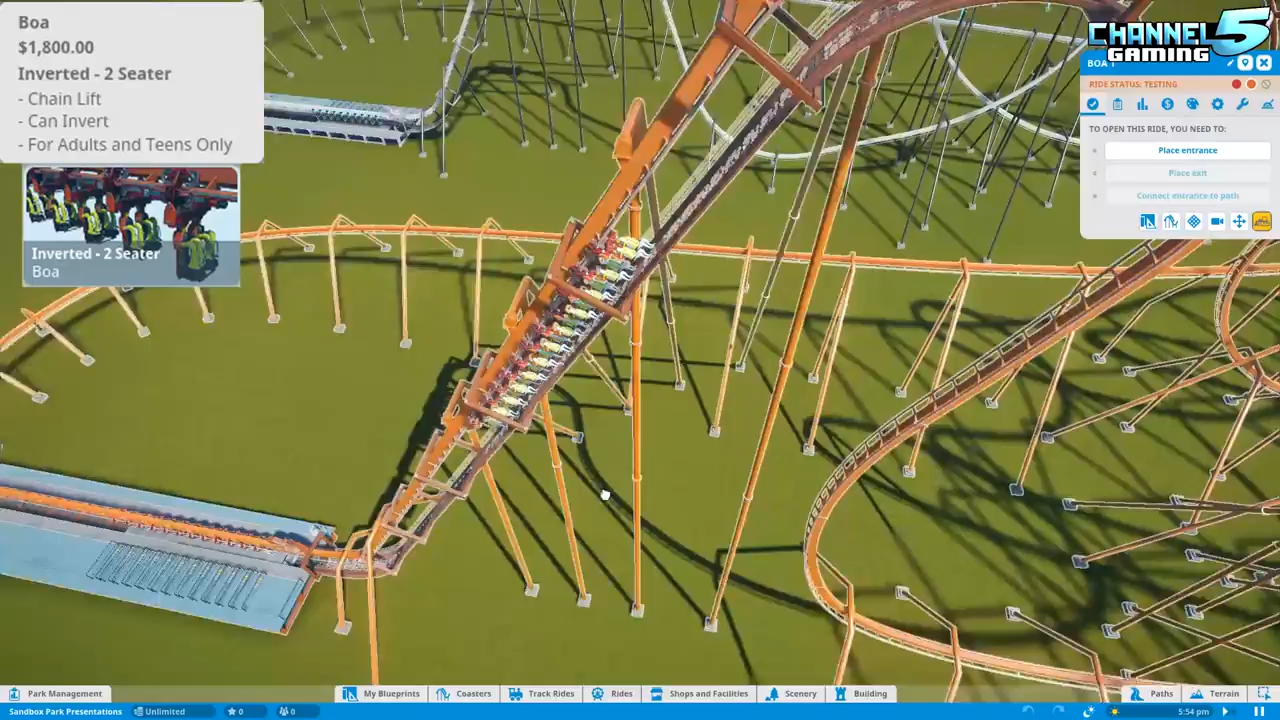 Boa
$1,800.00
Inverted - 2 Seater
- Chain Lift
- Can Invert
- For Adults and Teens Only
Inverted - 2 Seater
Boa
CHANNEL 5
GAMING
BOA 1
RIDE STATUS: TESTING
TO OPEN THIS RIDE, YOU NEED TO:
Place entrance
Place exit
Connect entrance to path
Park Management
My Blueprints
Coasters
Track Rides
Rides
Shops and Facilities
Scenery
Building
Paths
Terrain
Sandbox Park Presentations
Unlimited
0
0
5:54 pm